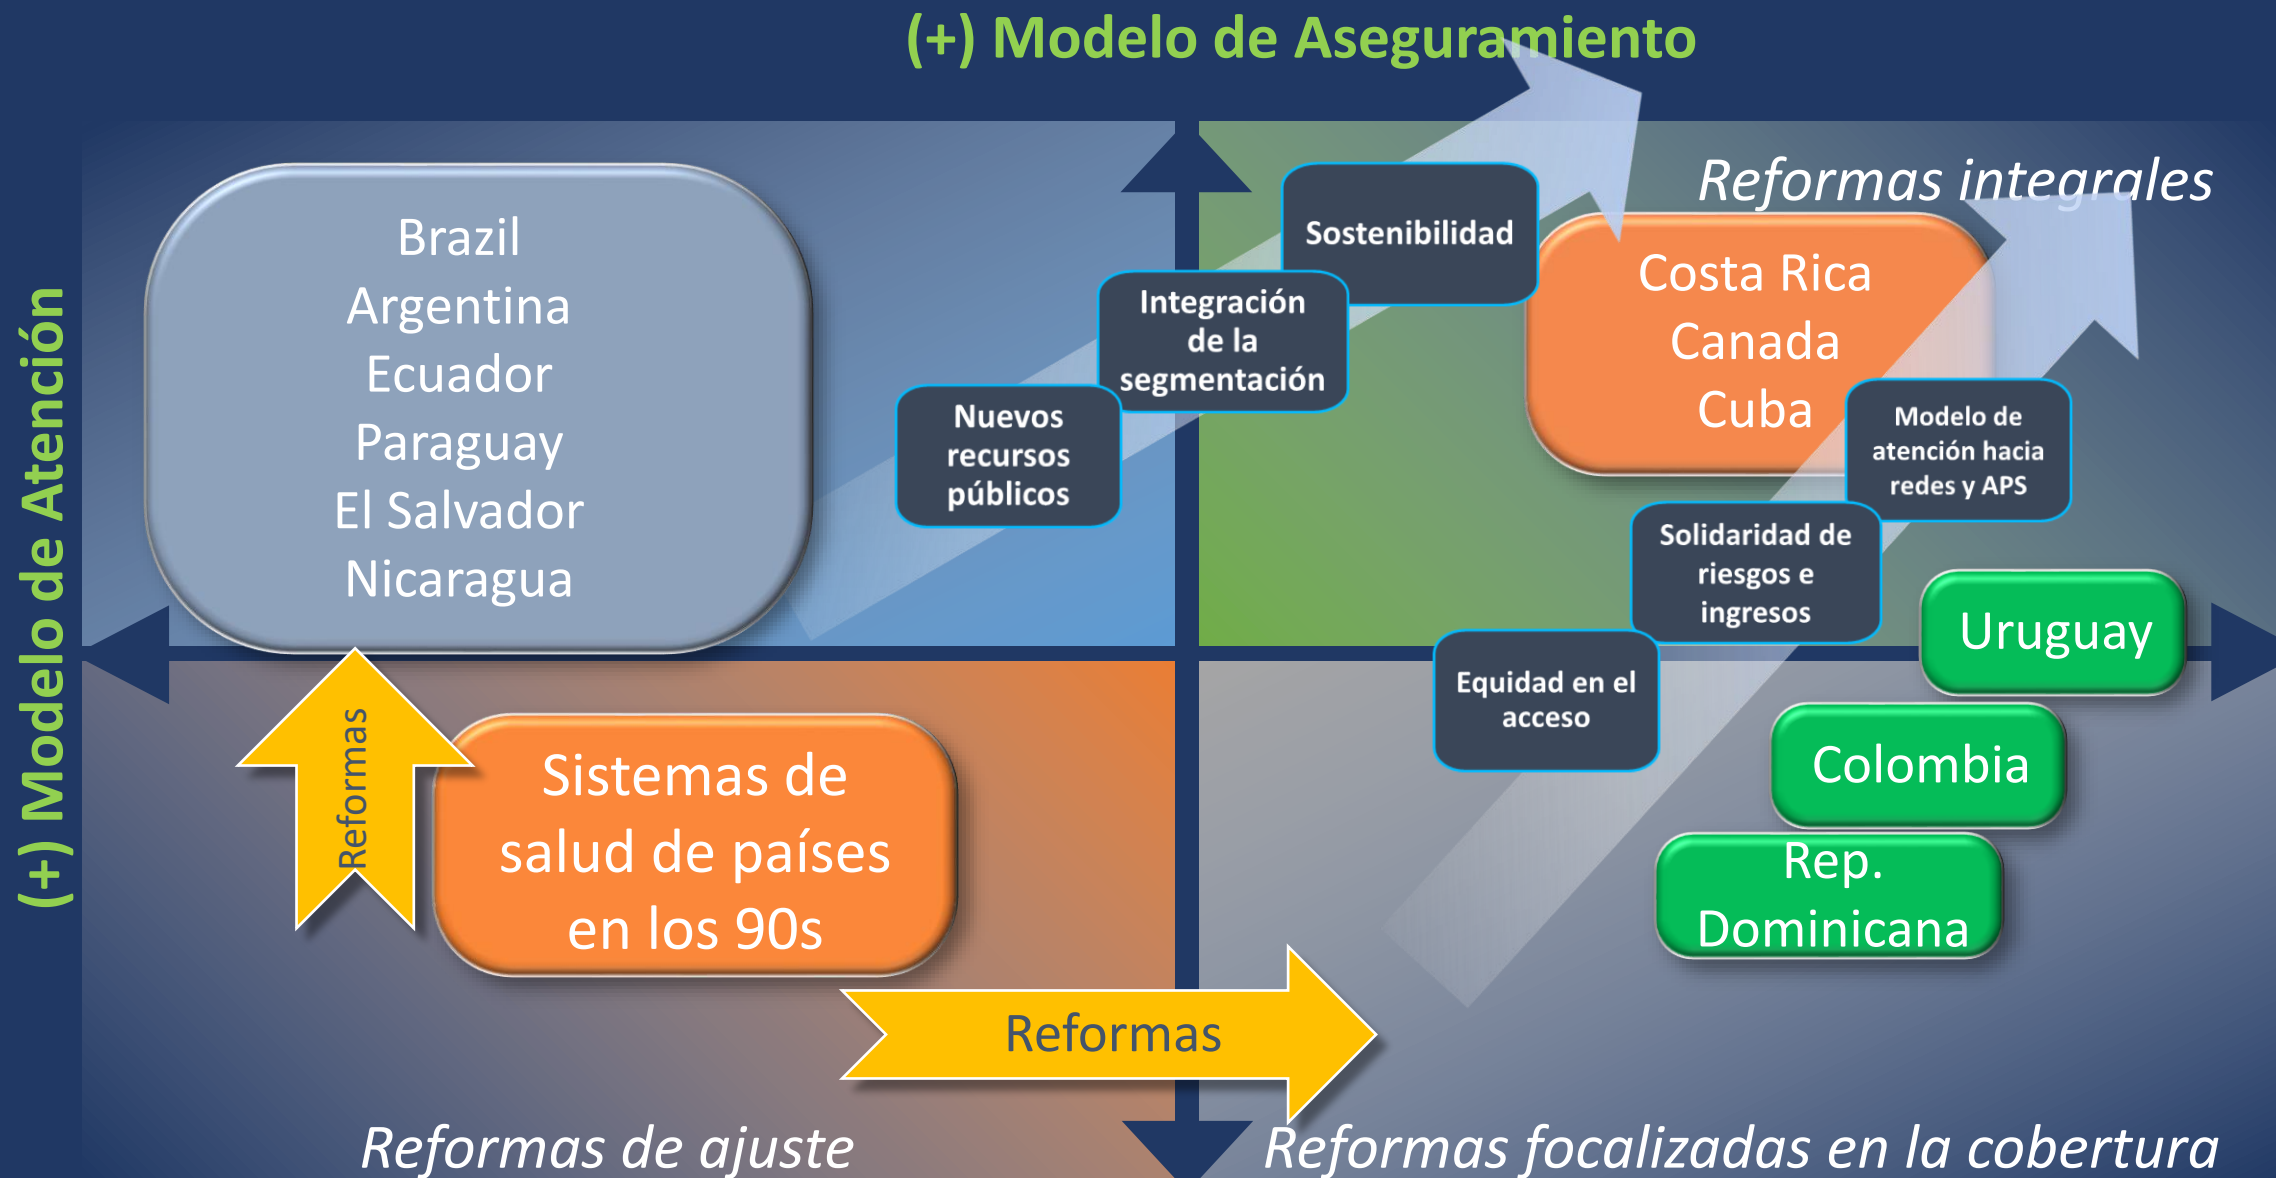 (+) Modelo de Aseguramiento
(+) Modelo de Atención
Brazil
Argentina
Ecuador
Paraguay
El Salvador
Nicaragua
Reformas integrales
Sostenibilidad
Integración
de la
segmentación
Nuevos
recursos
públicos
Costa Rica
Canada
Cuba
Modelo de
atención hacia
redes y APS
Solidaridad de
riesgos e
ingresos
Equidad en el
acceso
Uruguay
Colombia
Rep.
Dominicana
Reformas
Sistemas de
salud de países
en los 90s
Reformas
Reformas de ajuste
Reformas focalizadas en la cobertura